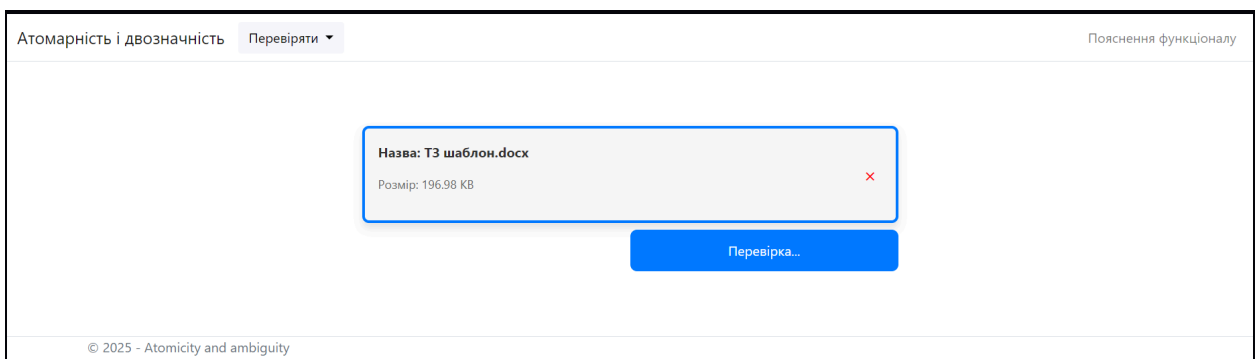 Атомарність і двозначність Перевіряти Пояснення функціоналу
Назва: ТЗ шаблон.docx
Розмір: 196.98 KB
Перевірка...
© 2025 - Atomicity and ambiguity